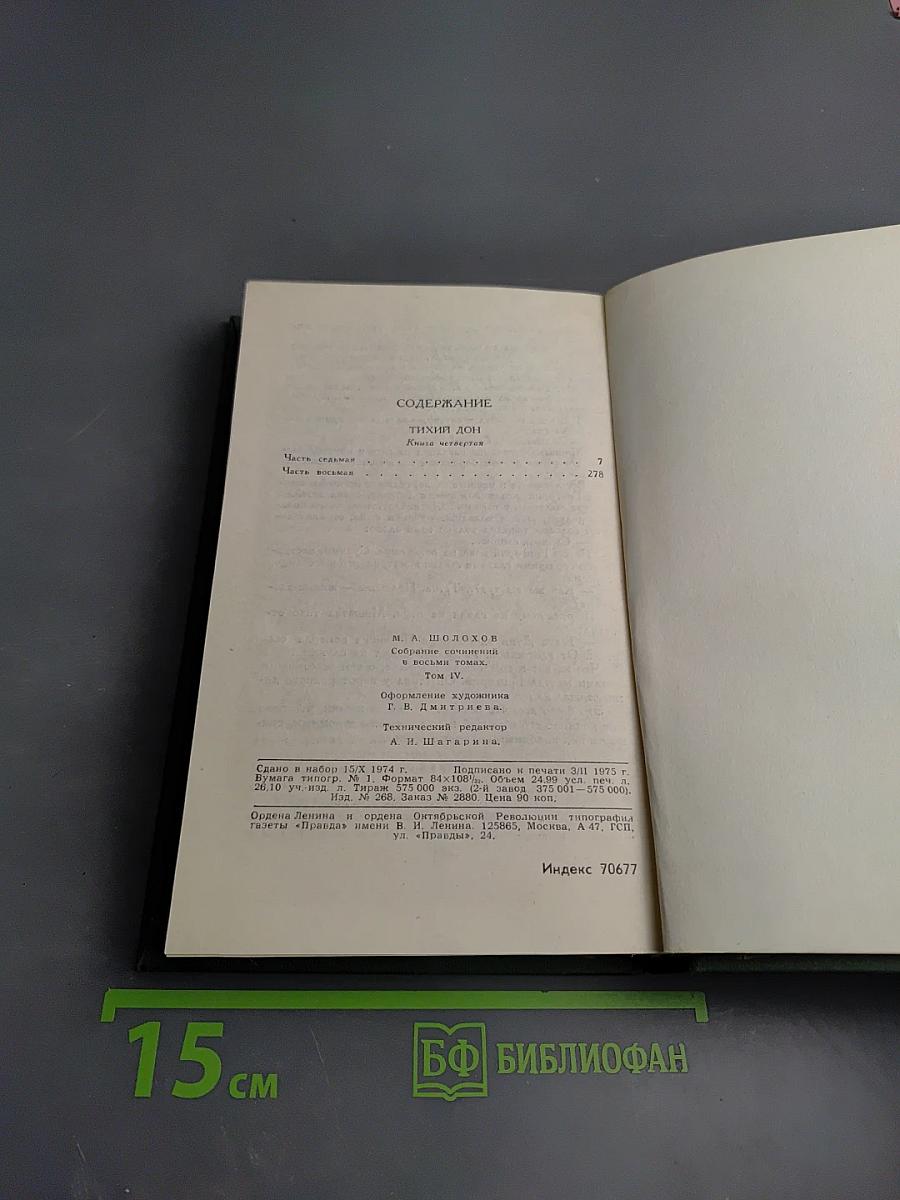 СОДЕРЖАНИЕ
ТИХИЙ ДОН
Книга четвертая
Часть седьмая . . . . . . . . . . . . . . . . . 7
Часть восьмая . . . . . . . . . . . . . . . . . 278
М. А. ШОЛОХОВ
Собрание сочинений
в восьми томах.
Том IV.
Оформление художника
Г. В. Дмитриева.
Технический редактор
А. И. Шагарина.
Сдано в набор 15/X 1974 г. Подписано к печати 3/II 1975 г.
Бумага типогр. № 1. Формат 84×108¹/₃₂. Объем 24,99 усл. печ. л.
26,10 уч.-изд. л. Тираж 575 000 экз. (2-й завод 375 001—575 000).
Изд. № 268. Заказ № 2880. Цена 90 коп.
Ордена Ленина и ордена Октябрьской Революции типография
газеты «Правда» имени В. И. Ленина. 125865, Москва, А-47, ГСП,
ул. «Правды», 24.
Индекс 70677
15 см
БФ БИБЛИОФАН